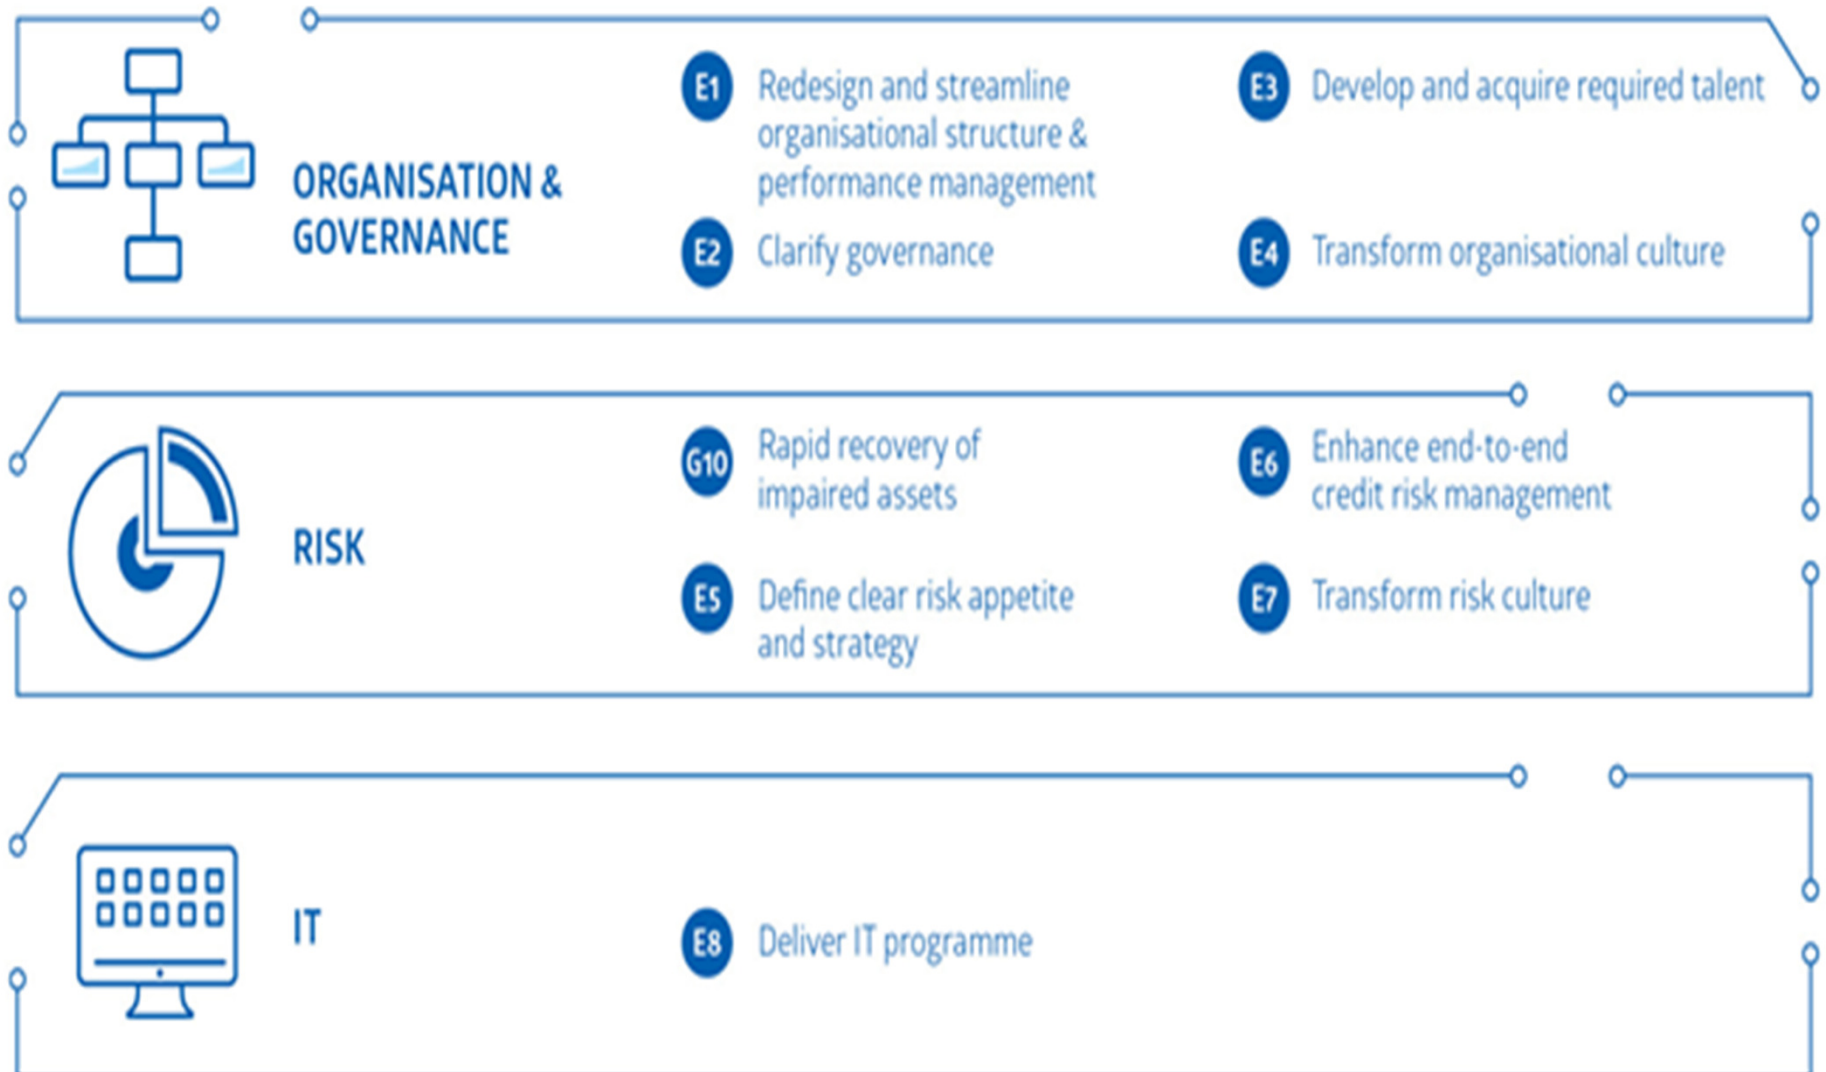 ORGANISATION &
GOVERNANCE
E1 Redesign and streamline
organisational structure &
performance management
E2 Clarify governance
E3 Develop and acquire required talent
E4 Transform organisational culture
RISK
G10 Rapid recovery of
impaired assets
E5 Define clear risk appetite
and strategy
E6 Enhance end-to-end
credit risk management
E7 Transform risk culture
IT
E8 Deliver IT programme